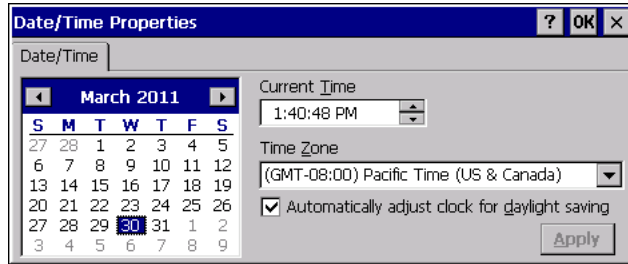 Date/Time Properties ? OK ×
Date/Time
March 2011
S M T W T F S
27 28 1 2 3 4 5
6 7 8 9 10 11 12
13 14 15 16 17 18 19
20 21 22 23 24 25 26
27 28 29 30 31 1 2
3 4 5 6 7 8 9
Current Time
1:40:48 PM
Time Zone
(GMT-08:00) Pacific Time (US & Canada)
Automatically adjust clock for daylight saving
Apply